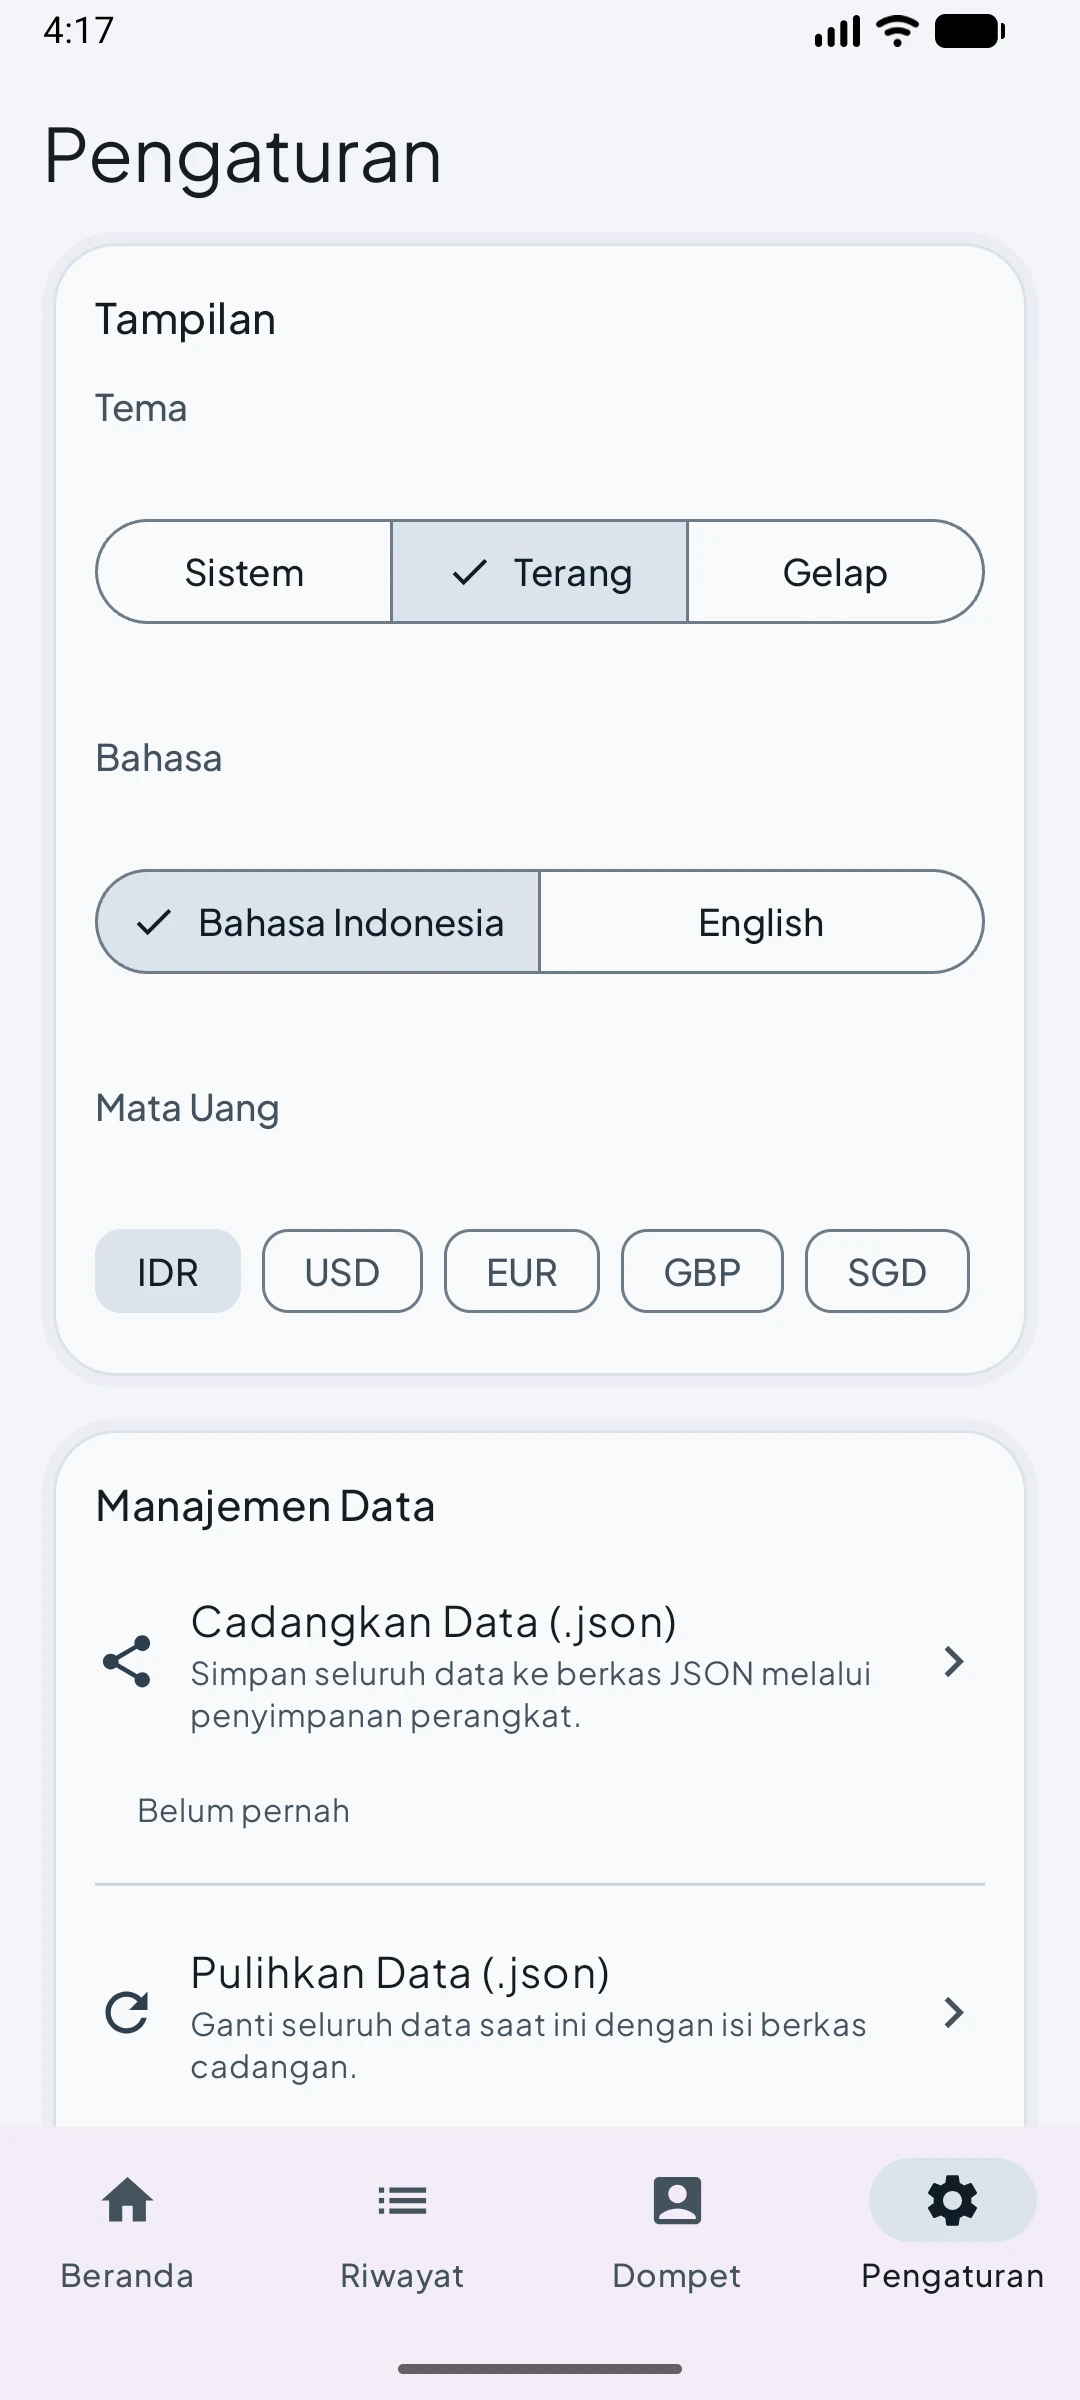 4:17
Pengaturan
Tampilan
Tema
Sistem
Terang
Gelap
Bahasa
Bahasa Indonesia
English
Mata Uang
IDR
USD
EUR
GBP
SGD
Manajemen Data
Cadangkan Data (.json)
Simpan seluruh data ke berkas JSON melalui
penyimpanan perangkat.
Belum pernah
Pulihkan Data (.json)
Ganti seluruh data saat ini dengan isi berkas
cadangan.
Beranda
Riwayat
Dompet
Pengaturan